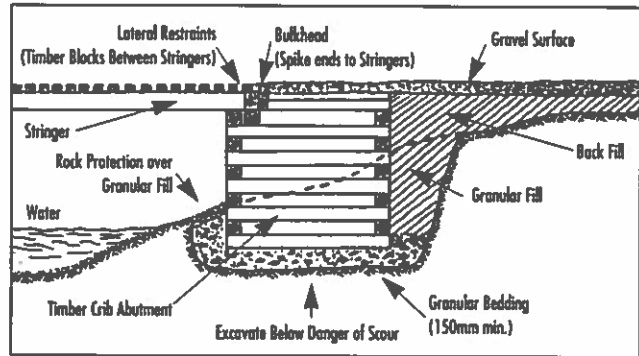 Lateral Restraints
(Timber Blocks Between Stringers)
Bulkhead
(Spike ends to Stringers)
Gravel Surface
Stringer
Back Fill
Rock Protection over
Granular Fill
Granular Fill
Water
Timber Crib Abutment
Excavate Below Danger of Scour
Granular Bedding
(150mm min.)